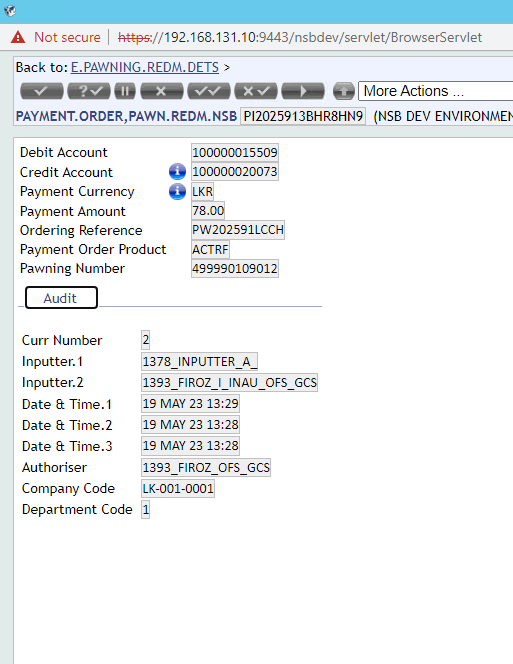 Not secure | https://192.168.131.10:9443/nsbdev/servlet/BrowserServlet
Back to: E.PAWNING.REDM.DETS >
More Actions ...
PAYMENT.ORDER,PAWN.REDM.NSB PI2025913BHR8HN9 (NSB DEV ENVIRONMEN
Debit Account 100000015509
Credit Account 100000020073
Payment Currency LKR
Payment Amount 78.00
Ordering Reference PW202591LCCH
Payment Order Product ACTRF
Pawning Number 499990109012
Audit
Curr Number 2
Inputter.1 1378_INPUTTER_A_
Inputter.2 1393_FIROZ_I_INAU_OFS_GCS
Date & Time.1 19 MAY 23 13:29
Date & Time.2 19 MAY 23 13:28
Date & Time.3 19 MAY 23 13:28
Authoriser 1393_FIROZ_OFS_GCS
Company Code LK-001-0001
Department Code 1